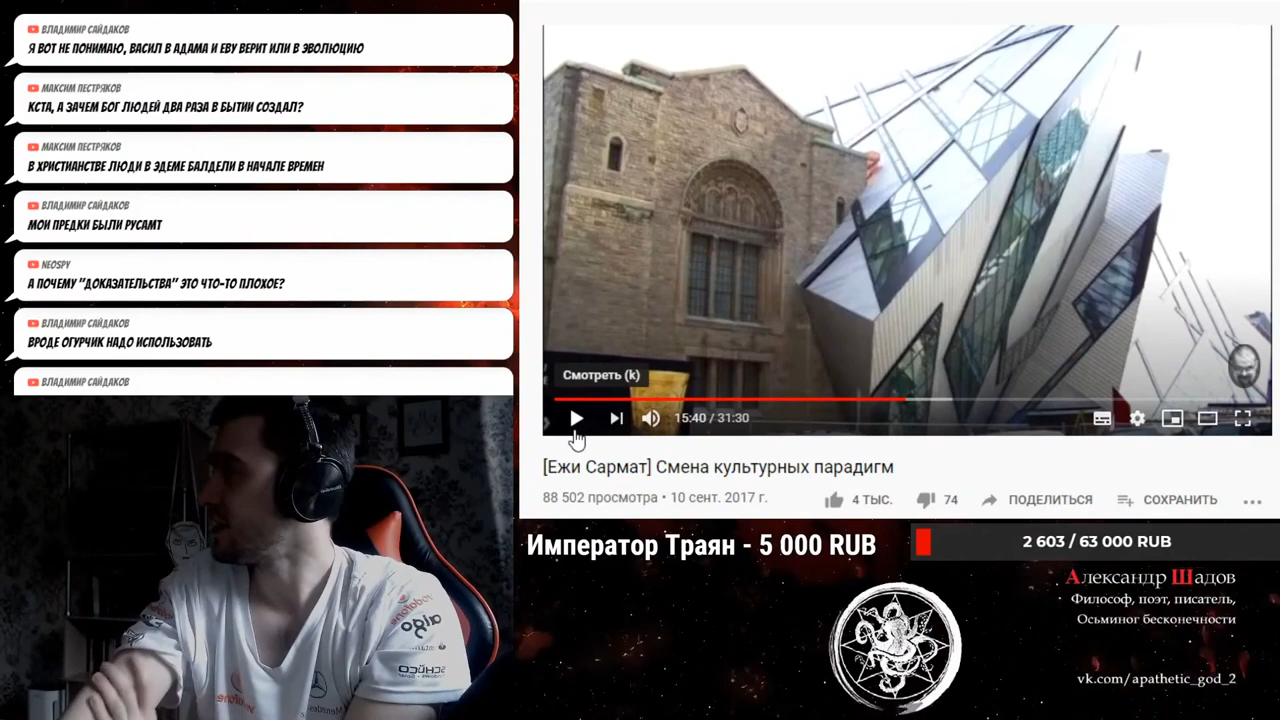 ВЛАДИМИР САЙДАКОВ
Я ВОТ НЕ ПОНИМАЮ, ВАСИЛ В АДАМА И ЕВУ ВЕРИТ ИЛИ В ЭВОЛЮЦИЮ
МАКСИМ ПЕСТРЯКОВ
КСТА, А ЗАЧЕМ БОГ ЛЮДЕЙ ДВА РАЗА В БЫТИИ СОЗДАЛ?
МАКСИМ ПЕСТРЯКОВ
В ХРИСТИАНСТВЕ ЛЮДИ В ЭДЕМЕ БАЛДЕЛИ В НАЧАЛЕ ВРЕМЕН
ВЛАДИМИР САЙДАКОВ
МОИ ПРЕДКИ БЫЛИ РУСАМТ
NEOSPY
А ПОЧЕМУ "ДОКАЗАТЕЛЬСТВА" ЭТО ЧТО-ТО ПЛОХОЕ?
ВЛАДИМИР САЙДАКОВ
ВРОДЕ ОГУРЧИК НАДО ИСПОЛЬЗОВАТЬ
ВЛАДИМИР САЙДАКОВ
Смотреть (k)
15:40 / 31:30
[Ежи Сармат] Смена культурных парадигм
88 502 просмотра • 10 сент. 2017 г.
4 ТЫС.
74
ПОДЕЛИТЬСЯ
СОХРАНИТЬ
Император Траян - 5 000 RUB
2 603 / 63 000 RUB
Александр Шадов
Философ, поэт, писатель,
Осьминог бесконечности
vk.com/apathetic_god_2
vodafone
aigo
SCHÜCO